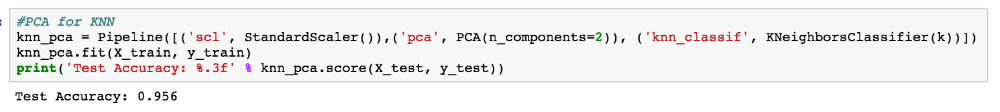 :
#PCA for KNN
knn_pca = Pipeline([('scl', StandardScaler()),('pca', PCA(n_components=2)), ('knn_classif', KNeighborsClassifier(k))])
knn_pca.fit(X_train, y_train)
print('Test Accuracy: %.3f' % knn_pca.score(X_test, y_test))
Test Accuracy: 0.956